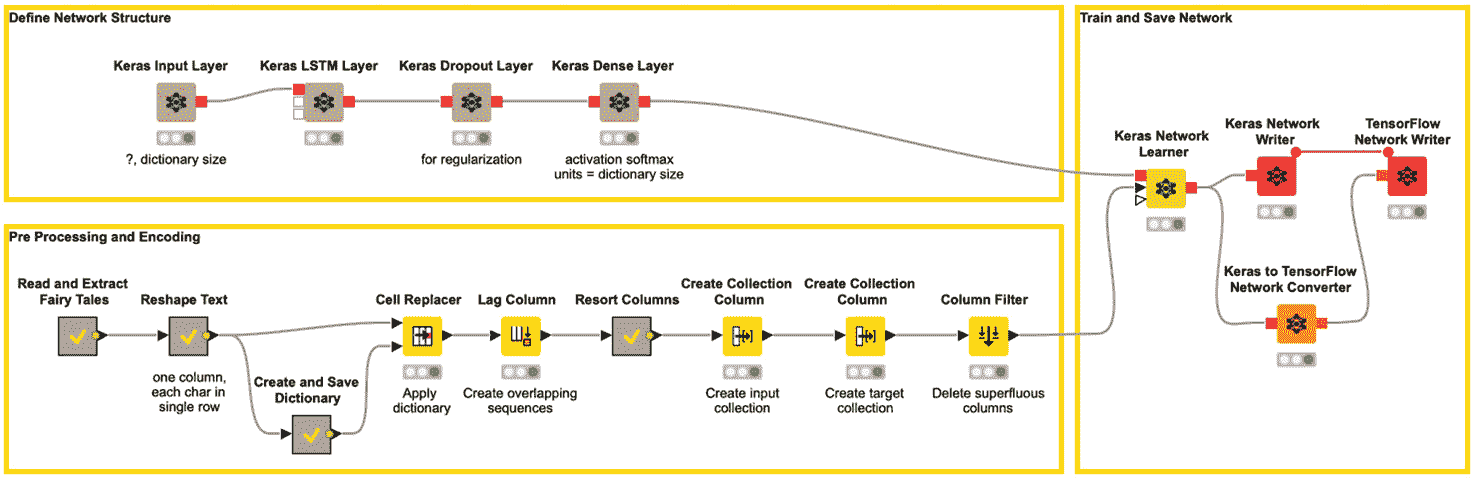 Define Network Structure
Keras Input Layer
Keras LSTM Layer
Keras Dropout Layer
Keras Dense Layer
?, dictionary size
for regularization
activation softmax
units = dictionary size
Train and Save Network
Keras Network
Learner
Keras Network
Writer
TensorFlow
Network Writer
Keras to TensorFlow
Network Converter
Pre Processing and Encoding
Read and Extract
Fairy Tales
Reshape Text
one column,
each char in
single row
Create and Save
Dictionary
Cell Replacer
Apply
dictionary
Lag Column
Create overlapping
sequences
Resort Columns
Create Collection
Column
Create input
collection
Create Collection
Column
Create target
collection
Column Filter
Delete superfluous
columns